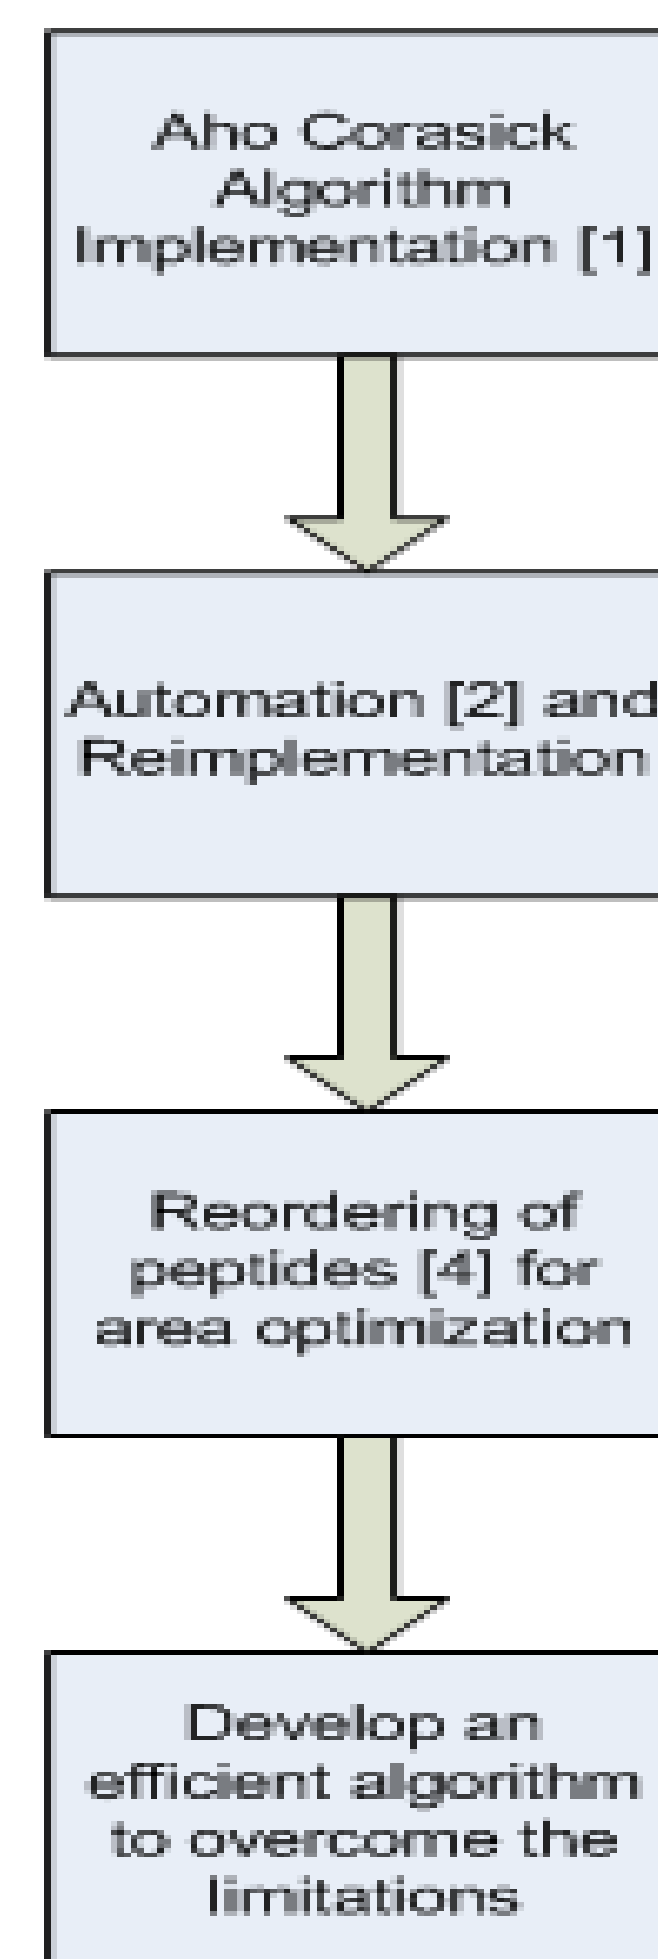 Aho Corasick
Algorithm
Implementation [1]
Automation [2] and
Reimplementation
Reordering of
peptides [4] for
area optimization
Develop an
efficient algorithm
to overcome the
limitations